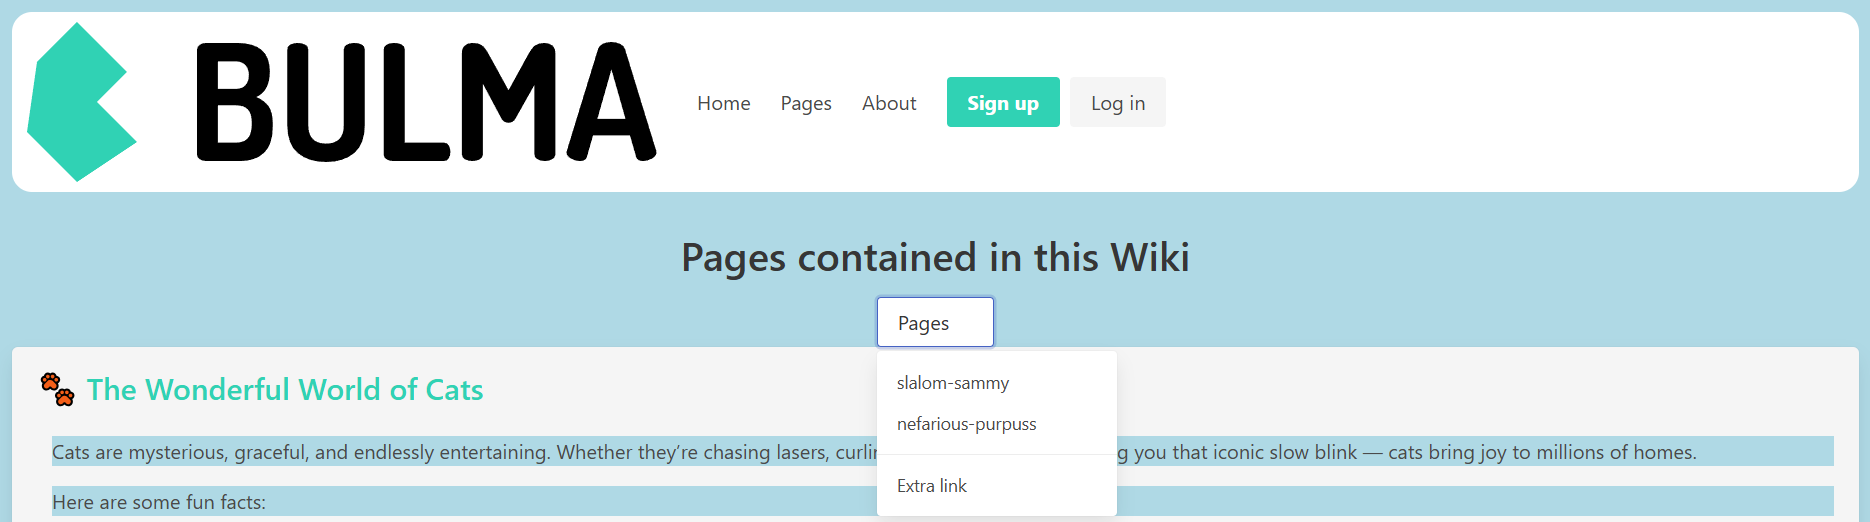 BULMA
Home Pages About Sign up Log in
Pages contained in this Wiki
Pages
slalom-sammy
nefarious-purpuss
Extra link
The Wonderful World of Cats
Cats are mysterious, graceful, and endlessly entertaining. Whether they’re chasing lasers, you that iconic slow blink — cats bring joy to millions of homes.
Here are some fun facts: